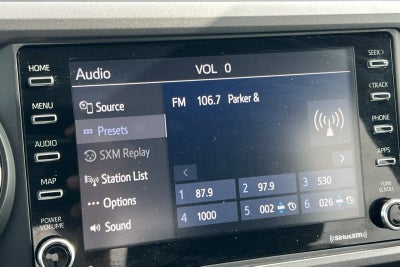 Audio
VOL 0
HOME
MENU
AUDIO
MAP
POWER
VOLUME
Source
Presets
SXM Replay
Station List
Options
Sound
FM 106.7 Parker &
1 87.9
2 97.9
3 530
4 1000
5 002
6 026
((SiriusXM))
SEEK>
<TRACK
PHONE
APPS
TUNE
SCROLL